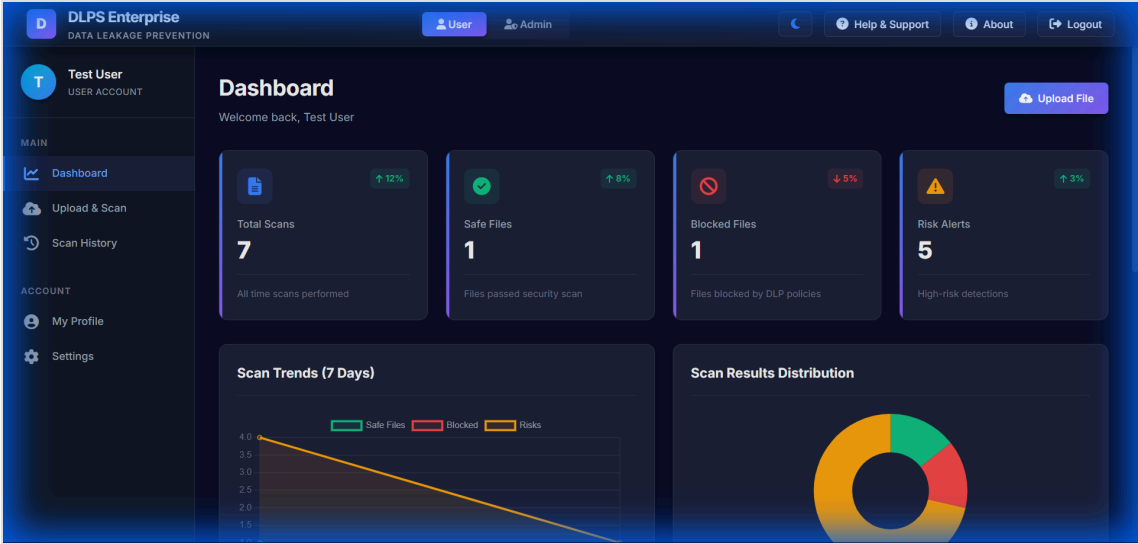 D
DLPS Enterprise
DATA LEAKAGE PREVENTION
User
Admin
Help & Support
About
Logout
T
Test User
USER ACCOUNT
MAIN
Dashboard
Upload & Scan
Scan History
ACCOUNT
My Profile
Settings
Dashboard
Welcome back, Test User
Upload File
↑ 12%
Total Scans
7
All time scans performed
↑ 8%
Safe Files
1
Files passed security scan
↓ 5%
Blocked Files
1
Files blocked by DLP policies
↑ 3%
Risk Alerts
5
High-risk detections
Scan Trends (7 Days)
Safe Files Blocked Risks
4.0
3.5
3.0
2.5
2.0
1.5
1.0
Scan Results Distribution